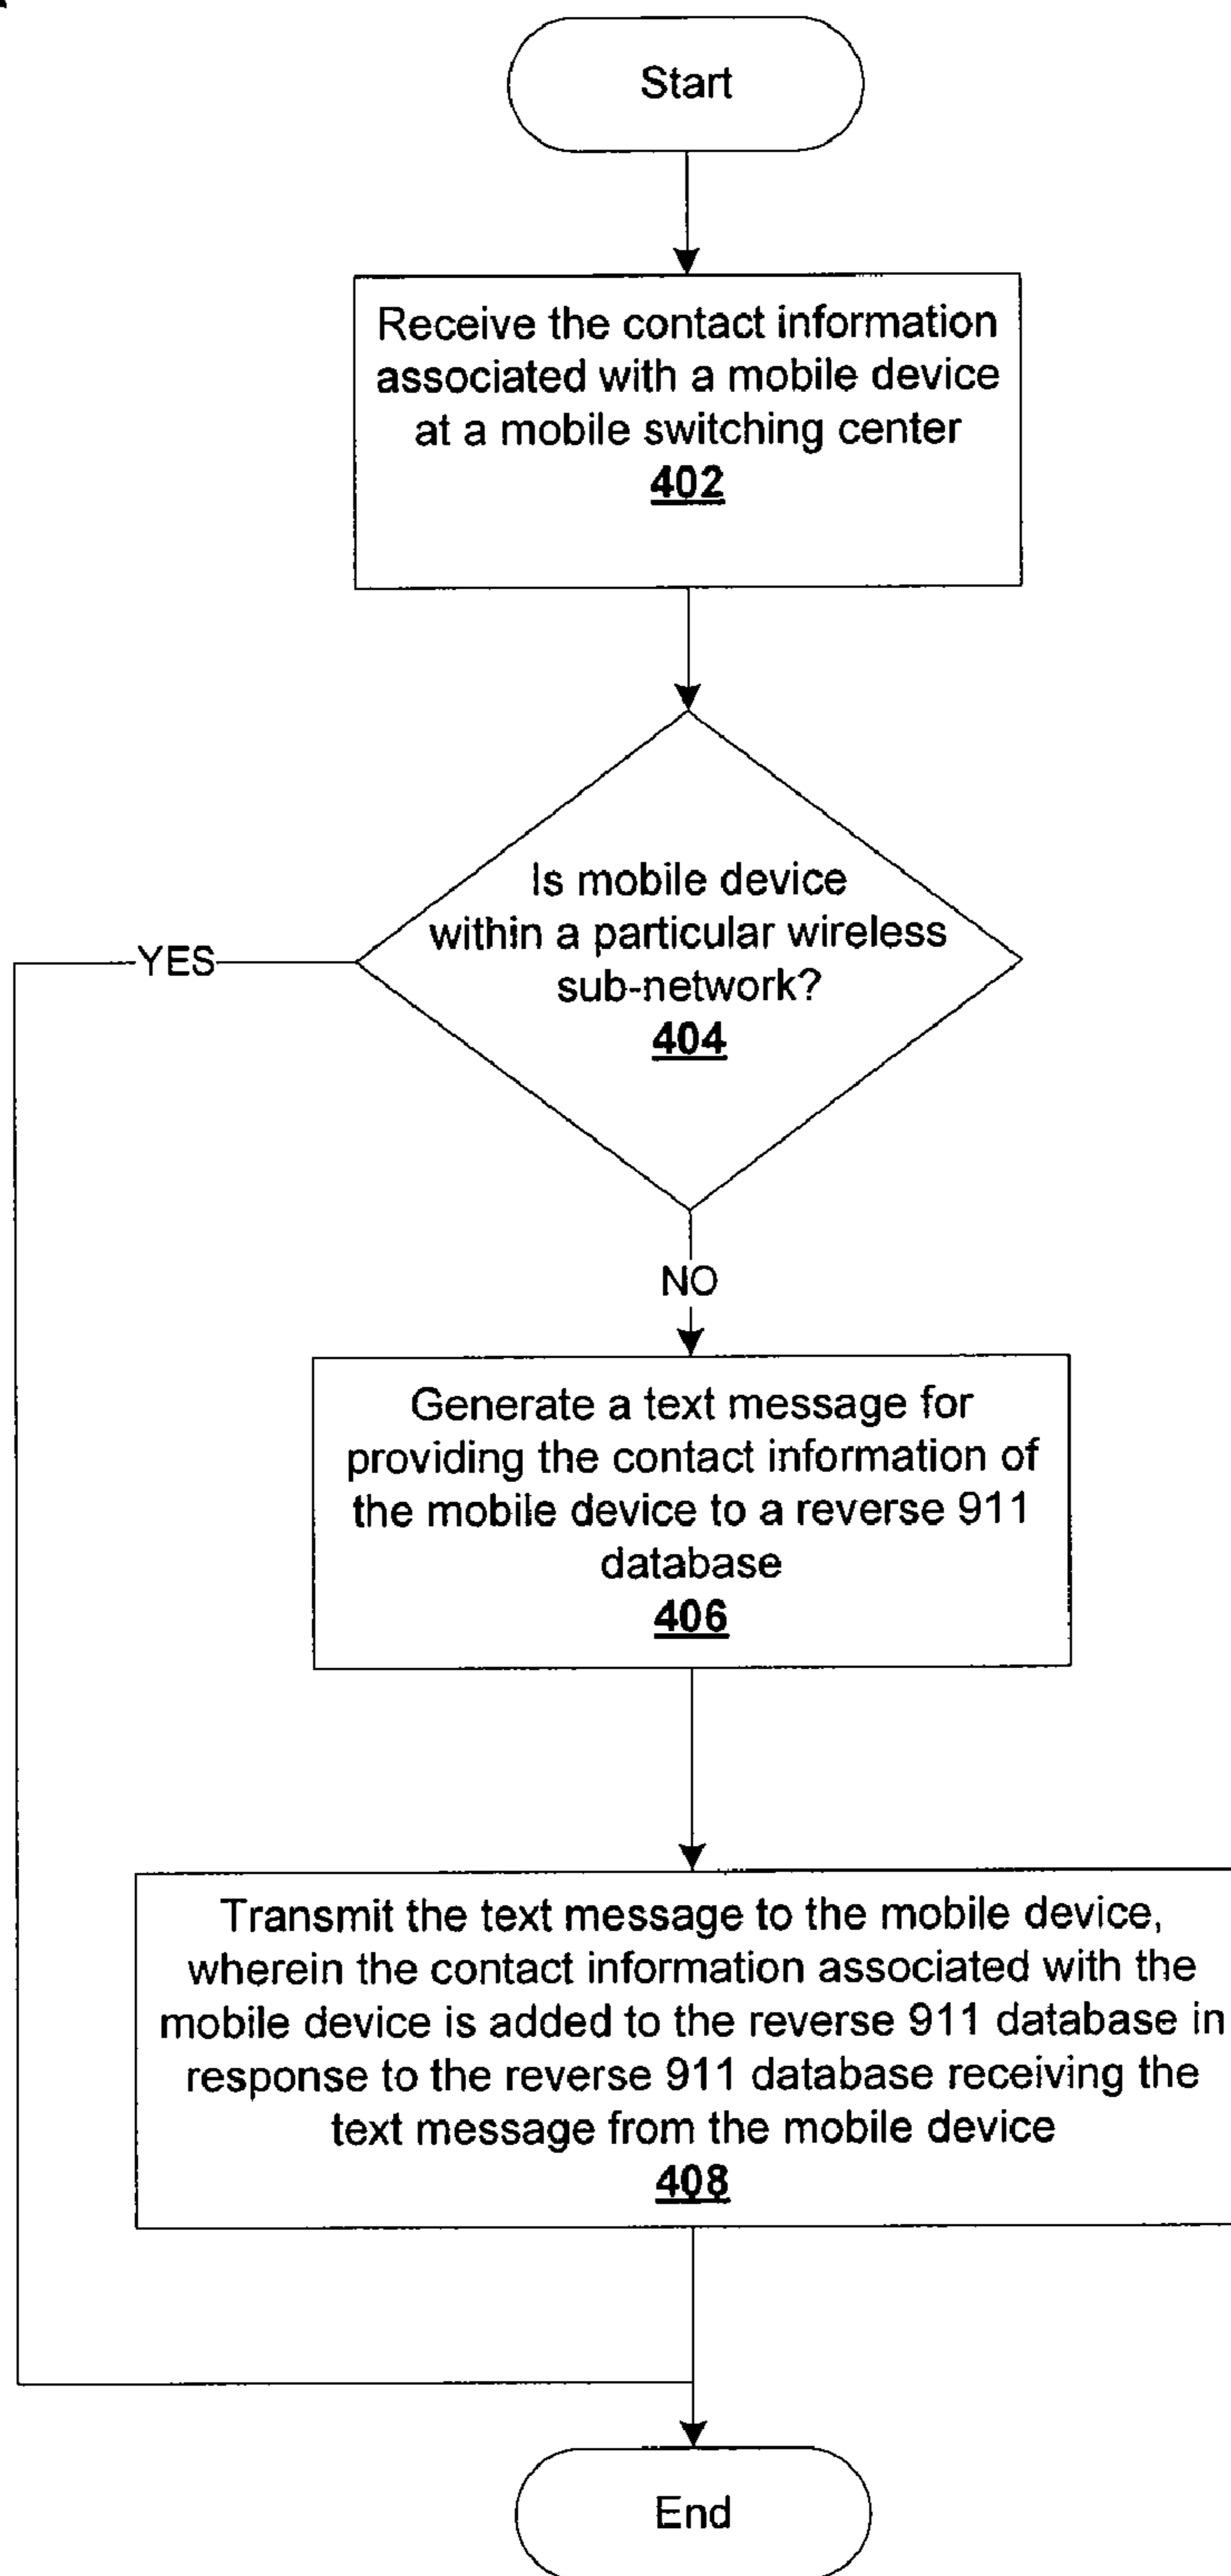 Start
Receive the contact information
associated with a mobile device
at a mobile switching center
402
Is mobile device
within a particular wireless
sub-network?
404
YES
NO
Generate a text message for
providing the contact information of
the mobile device to a reverse 911
database
406
Transmit the text message to the mobile device,
wherein the contact information associated with the
mobile device is added to the reverse 911 database in
response to the reverse 911 database receiving the
text message from the mobile device
408
End